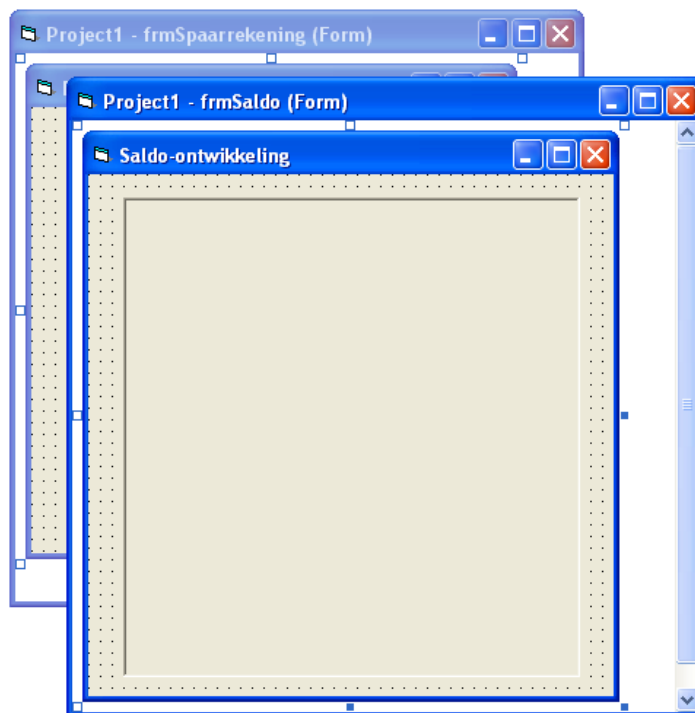 Project1 - frmSpaarrekening (Form)
Project1 - frmSaldo (Form)
Saldo-ontwikkeling